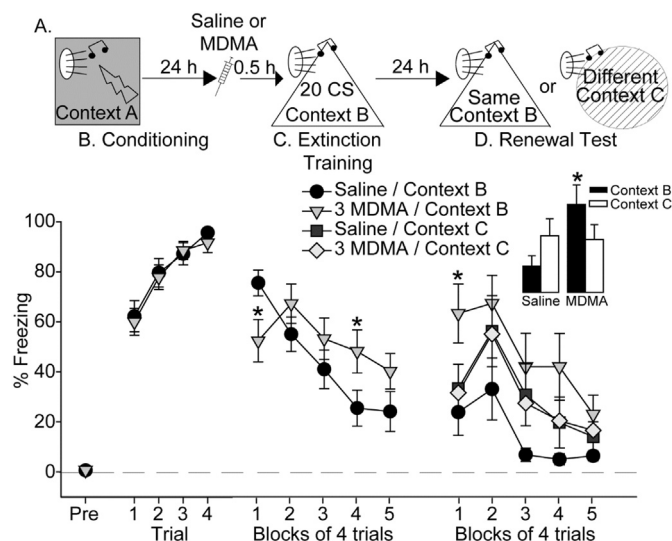 A.
Saline or
MDMA
24 h
0.5 h
24 h
Context A
20 CS
Context B
Same
Context B
or
Different
Context C
B. Conditioning
C. Extinction
Training
D. Renewal Test
Saline / Context B
3 MDMA / Context B
Saline / Context C
3 MDMA / Context C
*
Context B
Context C
Saline
MDMA
% Freezing
100
80
60
40
20
0
*
*
*
Pre
1 2 3 4
Trial
1 2 3 4 5
Blocks of 4 trials
1 2 3 4 5
Blocks of 4 trials